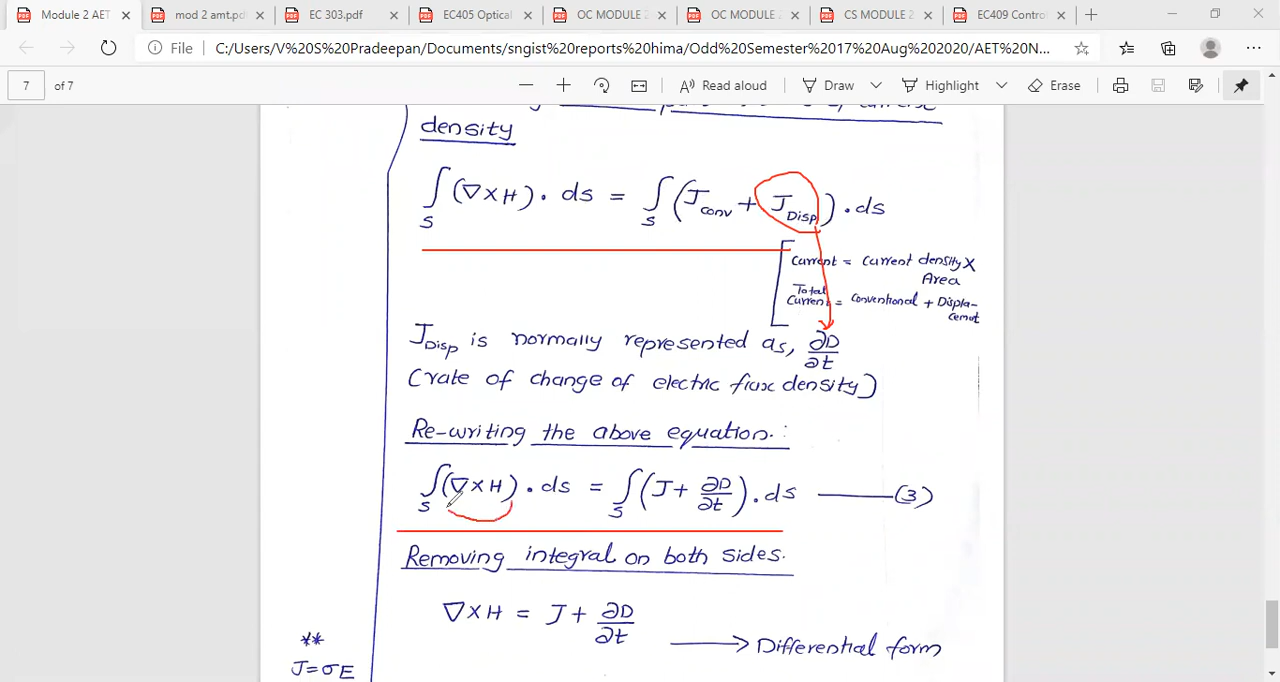 Module 2 AET
mod 2 amt.pdf
EC 303.pdf
EC405 Optical
OC MODULE 2
OC MODULE 2
CS MODULE 2
EC409 Contro
File C:/Users/V%20S%20Pradeepan/Documents/sngist%20reports%20hima/Odd%20Semester%2017%20Aug%202020/AET%20N...
7 of 7
Read aloud
Draw
Highlight
Erase
density
∫S (∇×H) . ds = ∫S (JConv + JDisp) . ds
Current = Current density X
Area
Total
Current = Conventional + Displa-
cemut
JDisp is normally represented as, ∂D/∂t
(rate of change of electric flux density)
Re-writing the above equation:
∫S (∇×H) . ds = ∫S (J + ∂D/∂t) . ds (3)
Removing integral on both sides.
∇×H = J + ∂D/∂t → Differential form
**
J=σE